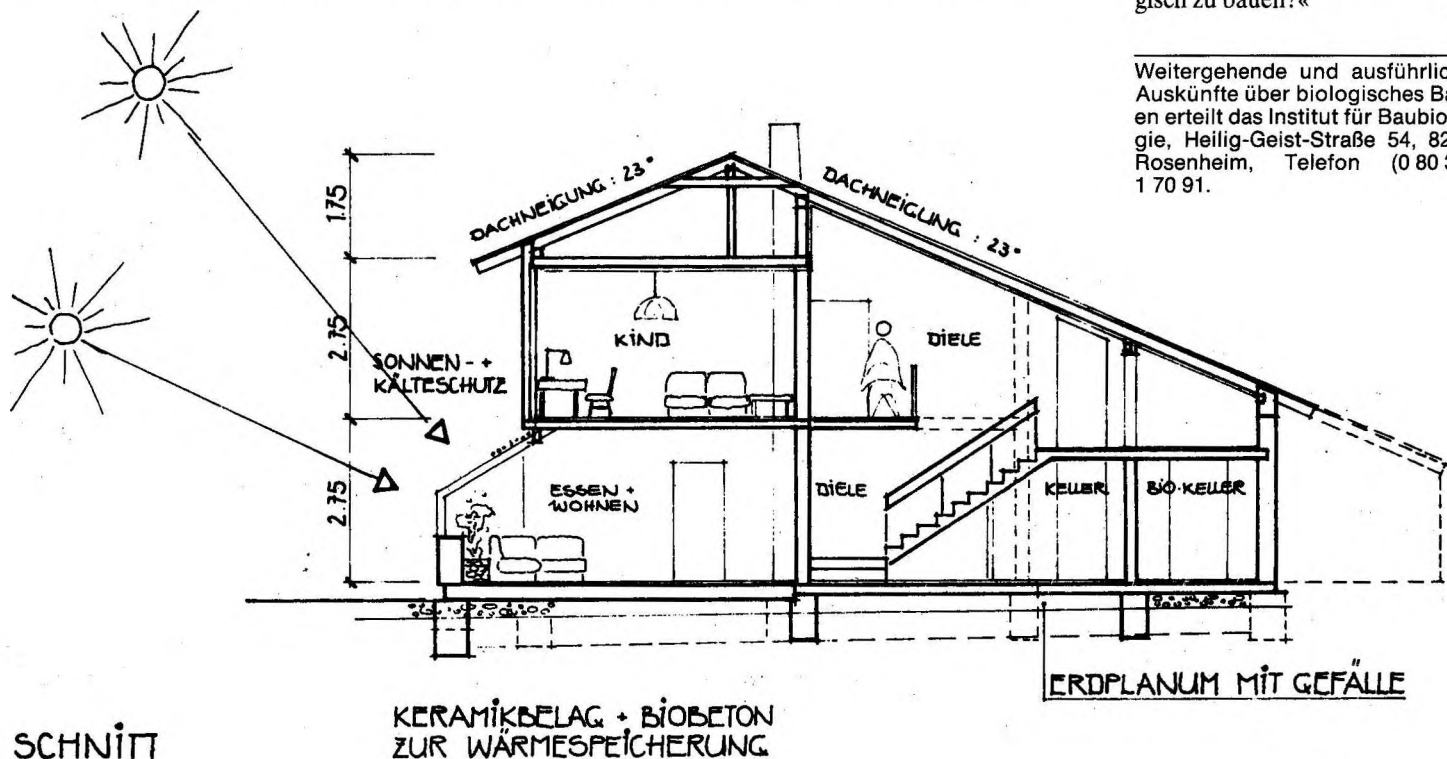 gisch zu bauen?«
Weitergehende und ausführlic
Auskünfte über biologisches Ba
en erteilt das Institut für Baubio
gie, Heilig-Geist-Straße 54, 82
Rosenheim, Telefon (0 80 3
1 70 91.
DACHNEIGUNG : 23°
DACHNEIGUNG : 23°
1.75
2.75
2.75
SONNEN- +
KÄLTESCHUTZ
KIND
DIELE
ESSEN +
WOHNEN
DIELE
KELLER
BIO-KELLER
ERDPLANUM MIT GEFÄLLE
KERAMIKBELAG + BIOBETON
ZUR WÄRMESPEICHERUNG
SCHNITT